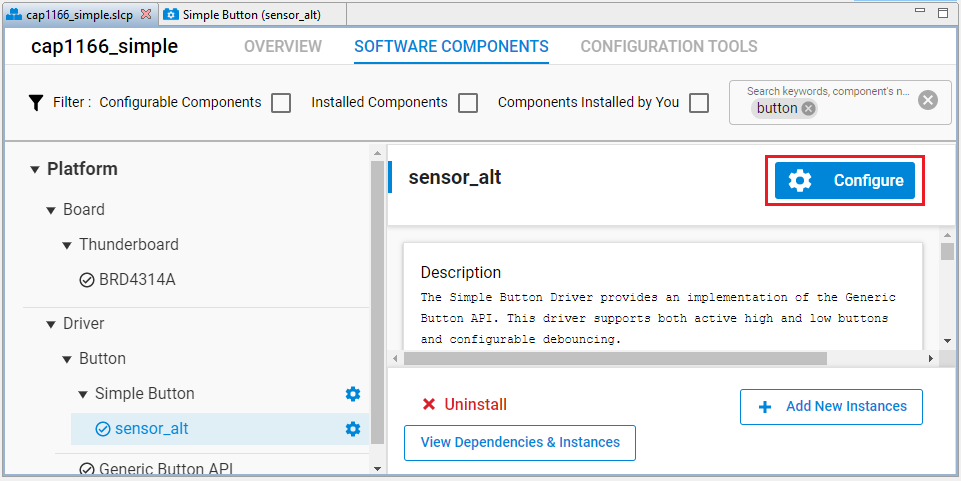 cap1166_simple.slcp
Simple Button (sensor_alt)
cap1166_simple
OVERVIEW
SOFTWARE COMPONENTS
CONFIGURATION TOOLS
Filter :
Configurable Components
Installed Components
Components Installed by You
Search keywords, component's n...
button
Platform
Board
Thunderboard
BRD4314A
Driver
Button
Simple Button
sensor_alt
Generic Button API
sensor_alt
Configure
Description
The Simple Button Driver provides an implementation of the Generic
Button API. This driver supports both active high and low buttons
and configurable debouncing.
Uninstall
Add New Instances
View Dependencies & Instances